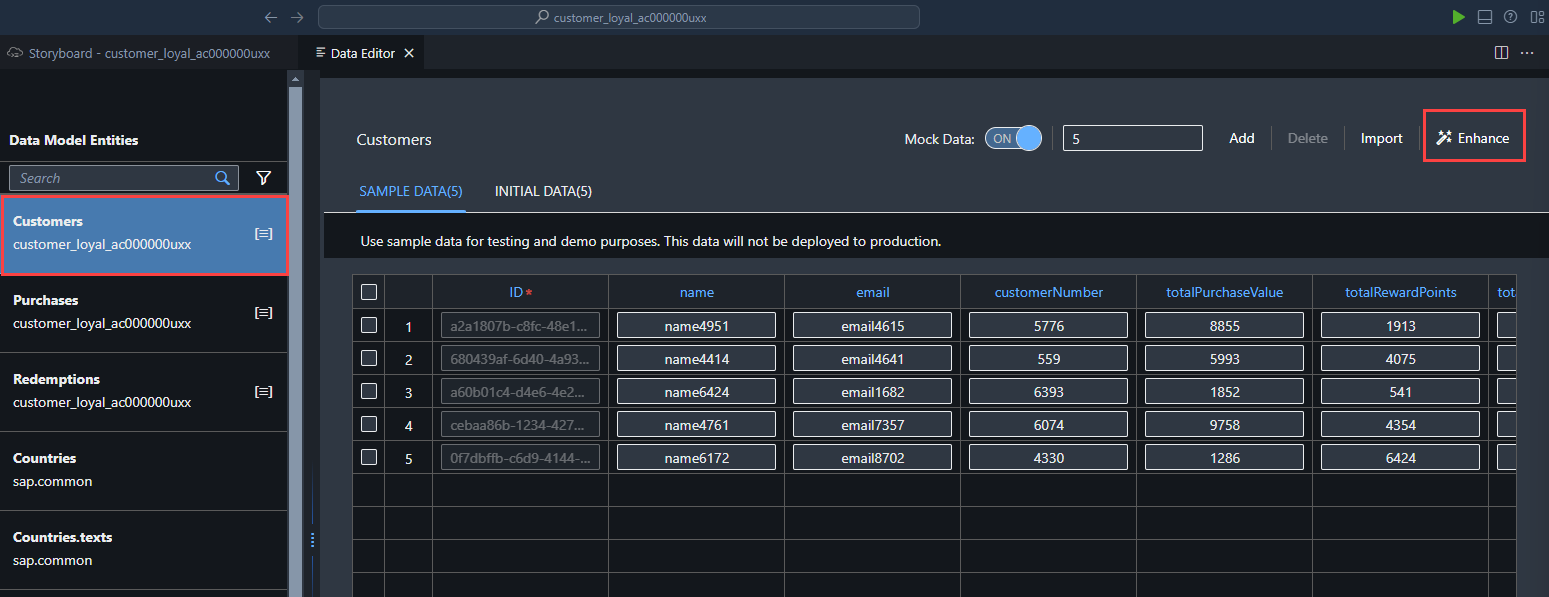 customer_loyal_ac000000uxx
Storyboard - customer_loyal_ac000000uxx
Data Editor
Data Model Entities
Search
Customers
customer_loyal_ac000000uxx
Purchases
customer_loyal_ac000000uxx
Redemptions
customer_loyal_ac000000uxx
Countries
sap.common
Countries.texts
sap.common
Customers
Mock Data: ON 5 Add Delete Import Enhance
SAMPLE DATA(5) INITIAL DATA(5)
Use sample data for testing and demo purposes. This data will not be deployed to production.
ID* name email customerNumber totalPurchaseValue totalRewardPoints tot
1 a2a1807b-c8fc-48e1... name4951 email4615 5776 8855 1913
2 680439af-6d40-4a93... name4414 email4641 559 5993 4075
3 a60b01c4-d4e6-4e2... name6424 email1682 6393 1852 541
4 cebaa86b-1234-427... name4761 email7357 6074 9758 4354
5 0f7dbffb-c6d9-4144-... name6172 email8702 4330 1286 6424